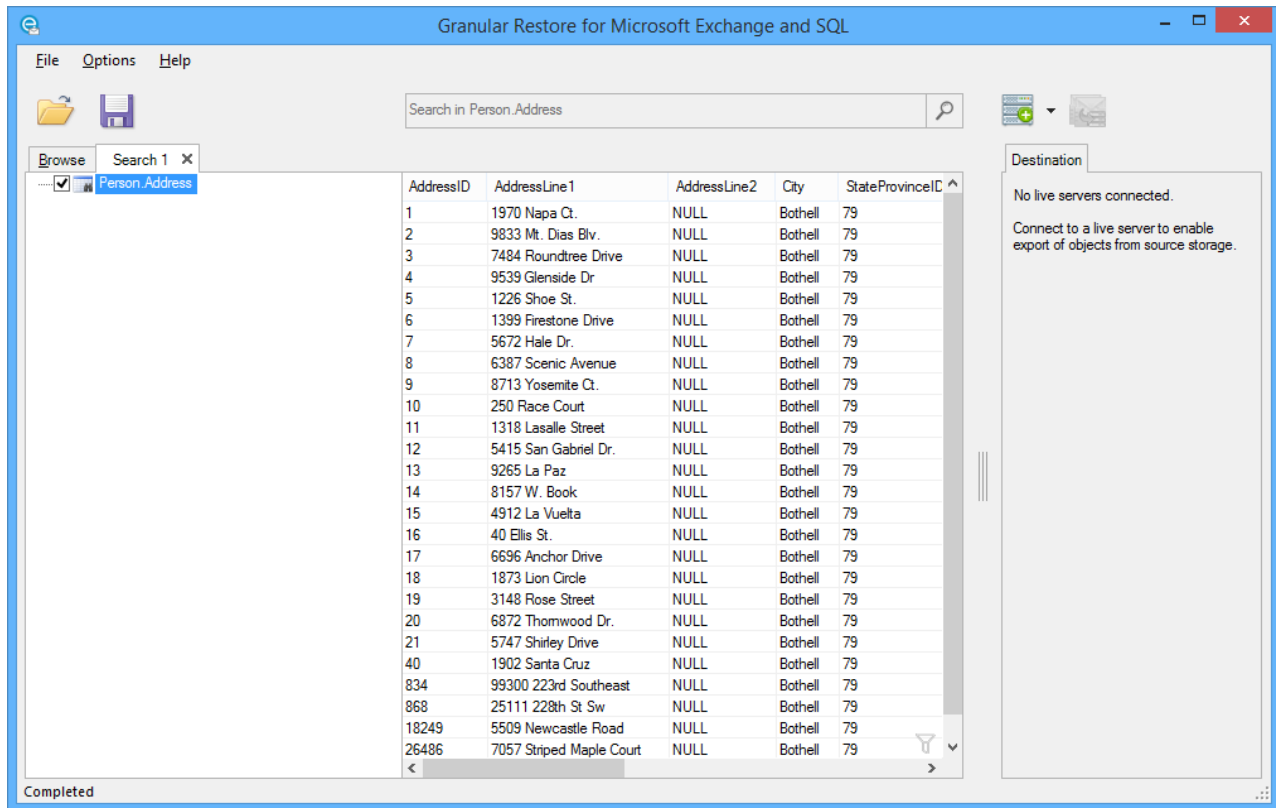 Granular Restore for Microsoft Exchange and SQL
File Options Help
Search in Person.Address
Browse Search 1
Destination
Person.Address
AddressID AddressLine1 AddressLine2 City StateProvinceID
1 1970 Napa Ct. NULL Bothell 79
2 9833 Mt. Dias Blv. NULL Bothell 79
3 7484 Roundtree Drive NULL Bothell 79
4 9539 Glenside Dr NULL Bothell 79
5 1226 Shoe St. NULL Bothell 79
6 1399 Firestone Drive NULL Bothell 79
7 5672 Hale Dr. NULL Bothell 79
8 6387 Scenic Avenue NULL Bothell 79
9 8713 Yosemite Ct. NULL Bothell 79
10 250 Race Court NULL Bothell 79
11 1318 Lasalle Street NULL Bothell 79
12 5415 San Gabriel Dr. NULL Bothell 79
13 9265 La Paz NULL Bothell 79
14 8157 W. Book NULL Bothell 79
15 4912 La Vuelta NULL Bothell 79
16 40 Ellis St. NULL Bothell 79
17 6696 Anchor Drive NULL Bothell 79
18 1873 Lion Circle NULL Bothell 79
19 3148 Rose Street NULL Bothell 79
20 6872 Thornwood Dr. NULL Bothell 79
21 5747 Shirley Drive NULL Bothell 79
40 1902 Santa Cruz NULL Bothell 79
834 99300 223rd Southeast NULL Bothell 79
868 25111 228th St Sw NULL Bothell 79
18249 5509 Newcastle Road NULL Bothell 79
26486 7057 Striped Maple Court NULL Bothell 79
No live servers connected.
Connect to a live server to enable
export of objects from source storage.
Completed